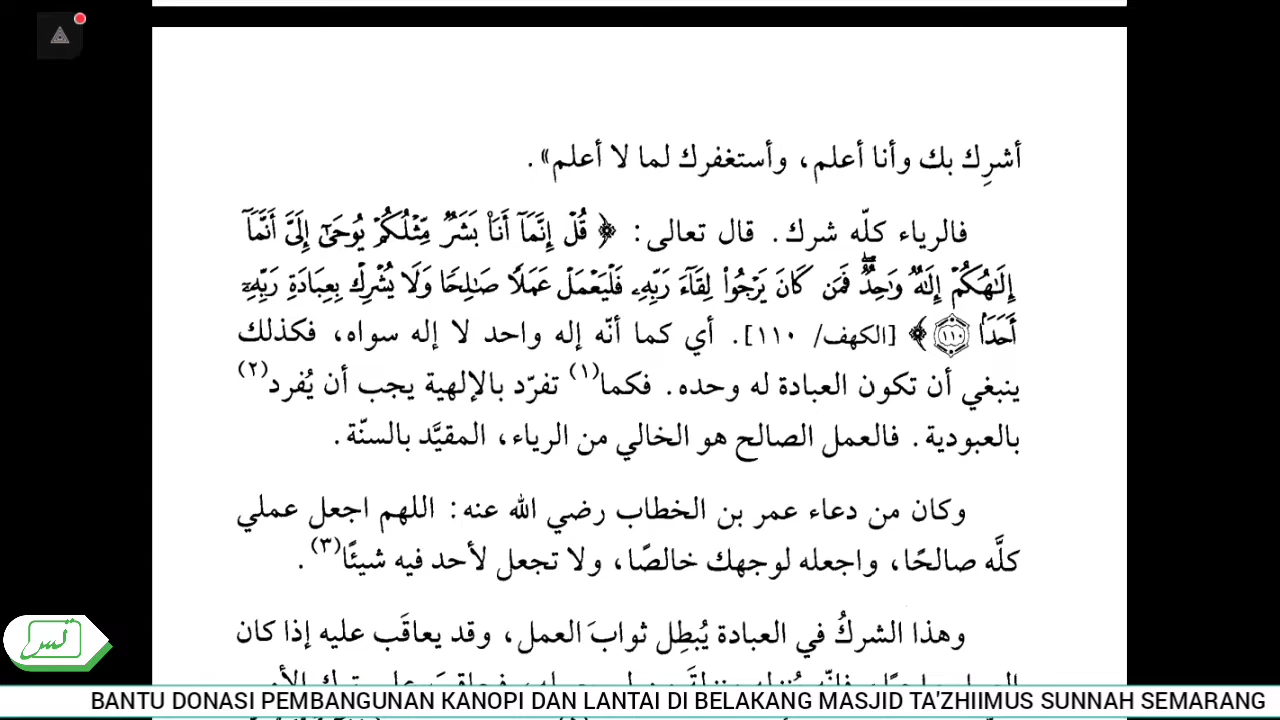 أشرِك بك وأنا أعلم، وأستغفرك لما لا أعلم».
فالرياء كلّه شرك. قال تعالى: ﴿قُلْ إِنَّمَآ أَنَا۠ بَشَرٌ مِّثْلُكُمْ يُوحَىٰٓ إِلَىَّ أَنَّمَآ
إِلَـٰهُكُمْ إِلَـٰهٌ وَٰحِدٌ ۖ فَمَن كَانَ يَرْجُوا۟ لِقَآءَ رَبِّهِۦ فَلْيَعْمَلْ عَمَلًا صَـٰلِحًا وَلَا يُشْرِكْ بِعِبَادَةِ رَبِّهِۦٓ
أَحَدًۢا ١١٠﴾ [الكهف/ ١١٠]. أي كما أنّه إله واحد لا إله سواه، فكذلك
ينبغي أن تكون العبادة له وحده. فكما(١) تفرّد بالإلهية يجب أن يُفرد(٢)
بالعبودية. فالعمل الصالح هو الخالي من الرياء، المقيَّد بالسنّة.
وكان من دعاء عمر بن الخطاب رضي الله عنه: اللهم اجعل عملي
كلَّه صالحًا، واجعله لوجهك خالصًا، ولا تجعل لأحد فيه شيئًا(٣).
وهذا الشركُ في العبادة يُبطِل ثوابَ العمل، وقد يعاقَب عليه إذا كان
BANTU DONASI PEMBANGUNAN KANOPI DAN LANTAI DI BELAKANG MASJID TA'ZHIIMUS SUNNAH SEMARANG